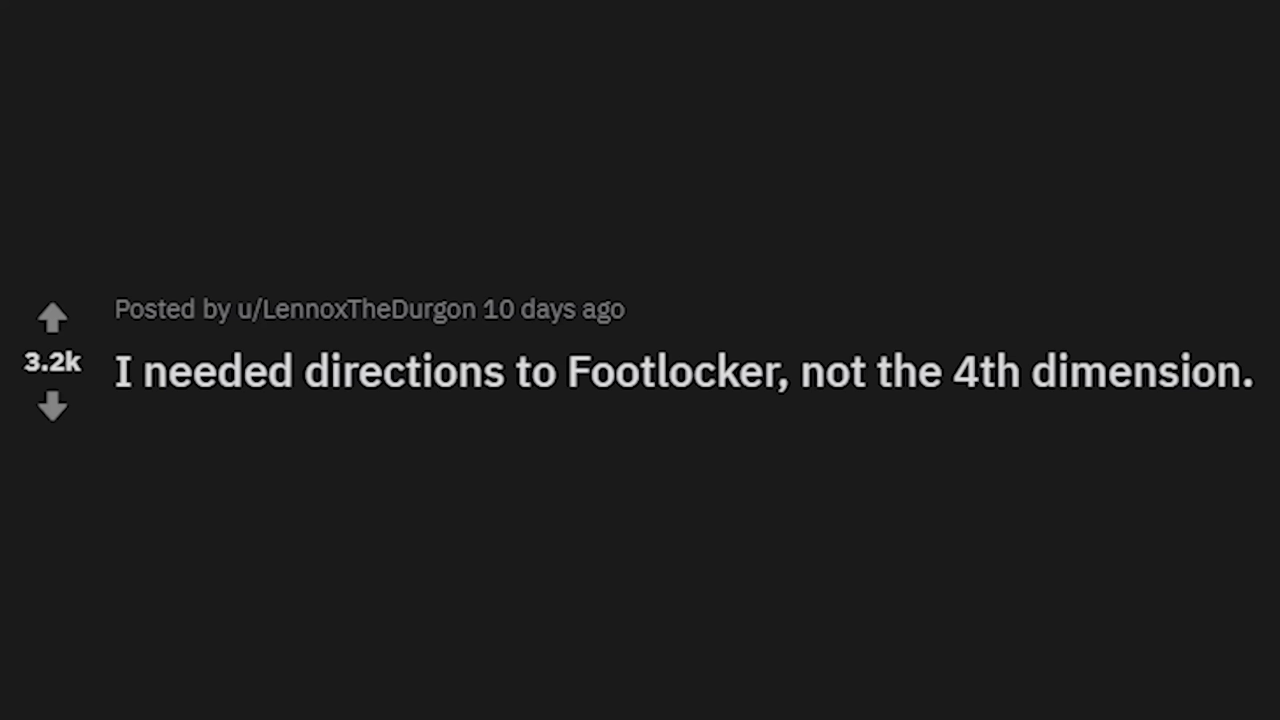 Posted by u/LennoxTheDurgon 10 days ago
3.2k
I needed directions to Footlocker, not the 4th dimension.